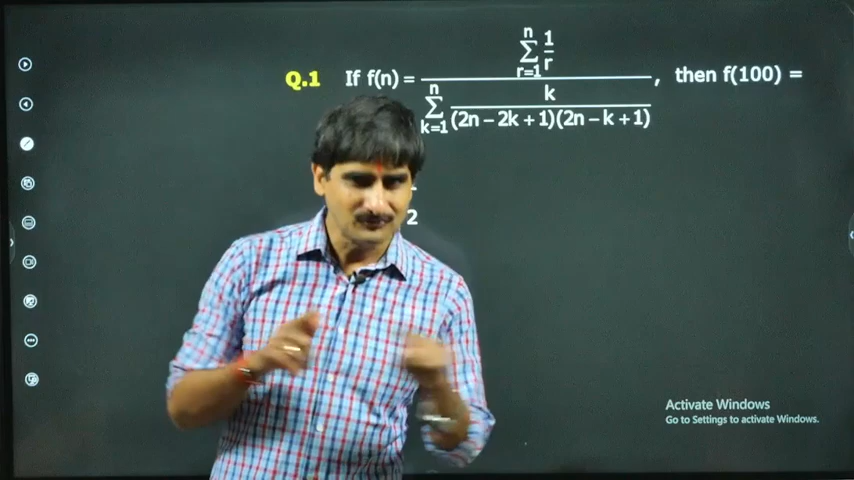 Q.1 If f(n) = \frac{\sum_{r=1}^{n} \frac{1}{r}}{\sum_{k=1}^{n} \frac{k}{(2n-2k+1)(2n-k+1)}}, then f(100) =
2
Activate Windows
Go to Settings to activate Windows.